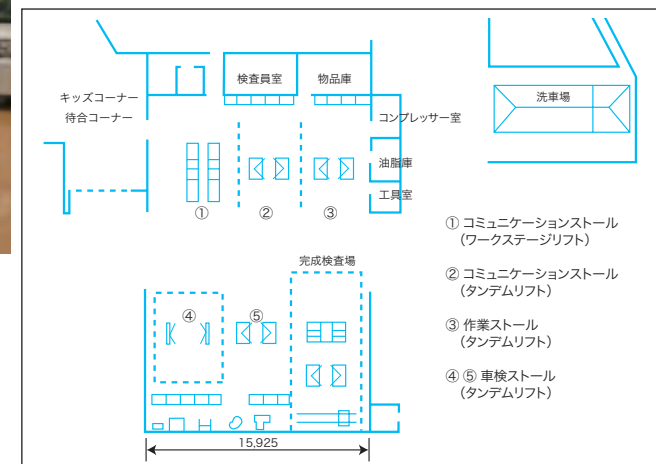 検査員室
物品庫
洗車場
キッズコーナー
待合コーナー
コンプレッサー室
油脂庫
工具室
①
②
③
① コミュニケーションストール
(ワークステージリフト)
② コミュニケーションストール
(タンデムリフト)
③ 作業ストール
(タンデムリフト)
④ ⑤ 車検ストール
(タンデムリフト)
完成検査場
④
⑤
15,925